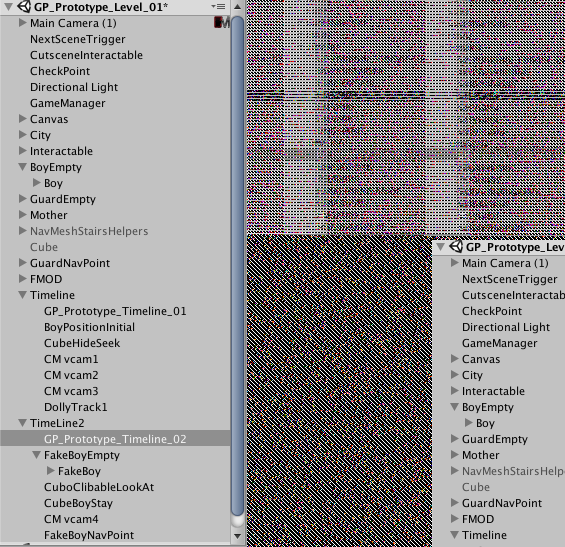 GP_Prototype_Level_01*
Main Camera (1)
NextSceneTrigger
CutsceneInteractable
CheckPoint
Directional Light
GameManager
Canvas
City
Interactable
BoyEmpty
Boy
GuardEmpty
Mother
NavMeshStairsHelpers
Cube
GuardNavPoint
FMOD
Timeline
GP_Prototype_Timeline_01
BoyPositionInitial
CubeHideSeek
CM vcam1
CM vcam2
CM vcam3
DollyTrack1
TimeLine2
GP_Prototype_Timeline_02
FakeBoyEmpty
FakeBoy
CuboClibableLookAt
CubeBoyStay
CM vcam4
FakeBoyNavPoint
GP_Prototype_Lev
Main Camera (1)
NextSceneTrigger
CutsceneInteractab
CheckPoint
Directional Light
GameManager
Canvas
City
Interactable
BoyEmpty
Boy
GuardEmpty
Mother
NavMeshStairsHelp
Cube
GuardNavPoint
FMOD
Timeline